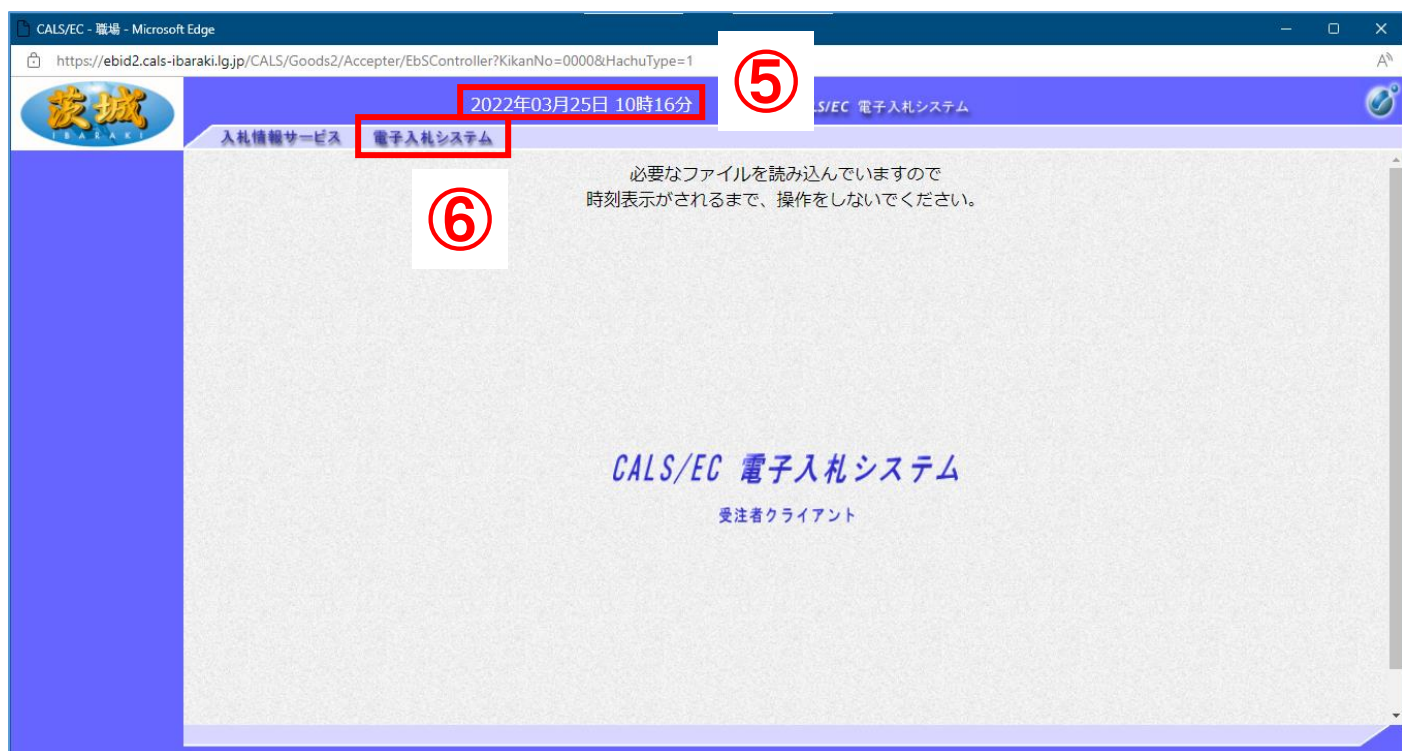 CALS/EC - 職場 - Microsoft Edge
https://ebid2.cals-ibaraki.lg.jp/CALS/Goods2/Accepter/EbSController?KikanNo=0000&HachuType=1
茨城
IBARAKI
2022年03月25日 10時16分
⑤
LS/EC 電子入札システム
入札情報サービス 電子入札システム
⑥
必要なファイルを読み込んでいますので
時刻表示がされるまで、操作をしないでください。
CALS/EC 電子入札システム
受注者クライアント